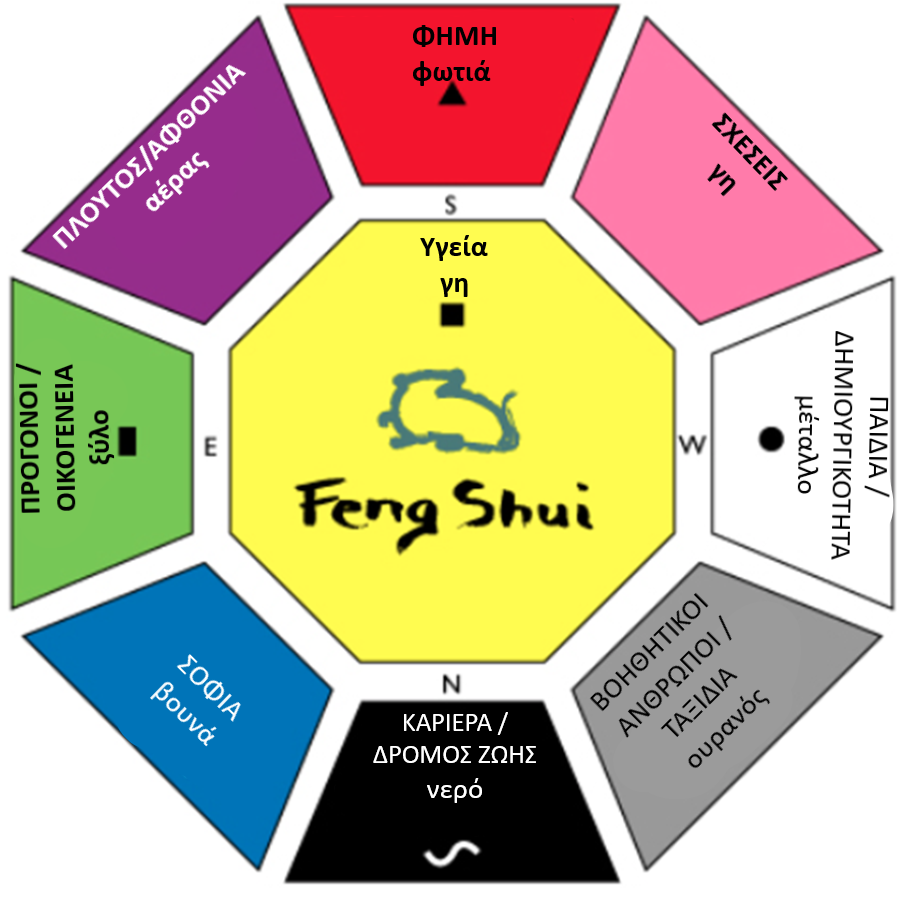 ΦΗΜΗ
φωτιά
ΠΛΟΥΤΟΣ/ΑΦΘΟΝΙΑ
αέρας
ΣΧΕΣΕΙΣ
γη
S
Υγεία
γη
ΠΡΟΓΟΝΟΙ /
ΟΙΚΟΓΕΝΕΙΑ
ξύλο
E
Feng Shui
W
ΠΑΙΔΙΑ /
ΔΗΜΙΟΥΡΓΙΚΟΤΗΤΑ
μέταλλο
ΣΟΦΙΑ
βουνά
N
ΚΑΡΙΕΡΑ /
ΔΡΟΜΟΣ ΖΩΗΣ
νερό
ΒΟΗΘΗΤΙΚΟΙ
ΑΝΘΡΩΠΟΙ /
ΤΑΞΙΔΙΑ
ουρανός